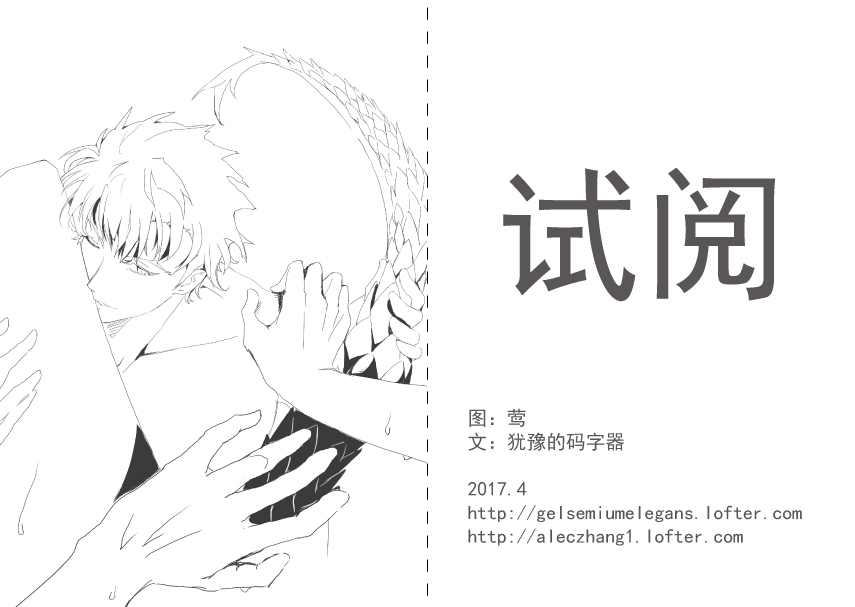 试阅
图：莺
文：犹豫的码字器
2017.4
http://gelsemiumelegans.lofter.com
http://aleczhang1.lofter.com